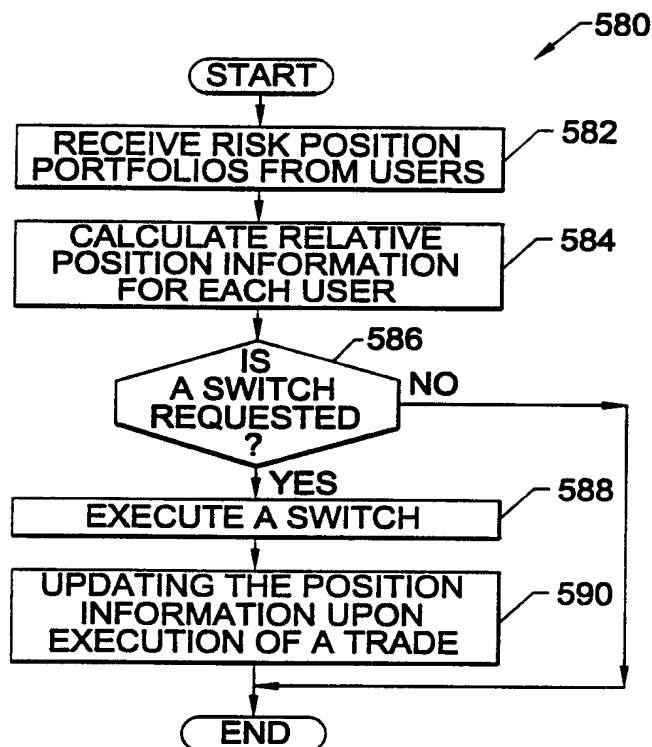 580
START
RECEIVE RISK POSITION
PORTFOLIOS FROM USERS
582
CALCULATE RELATIVE
POSITION INFORMATION
FOR EACH USER
584
586
IS
A SWITCH
REQUESTED
?
NO
YES
EXECUTE A SWITCH
588
UPDATING THE POSITION
INFORMATION UPON
EXECUTION OF A TRADE
590
END